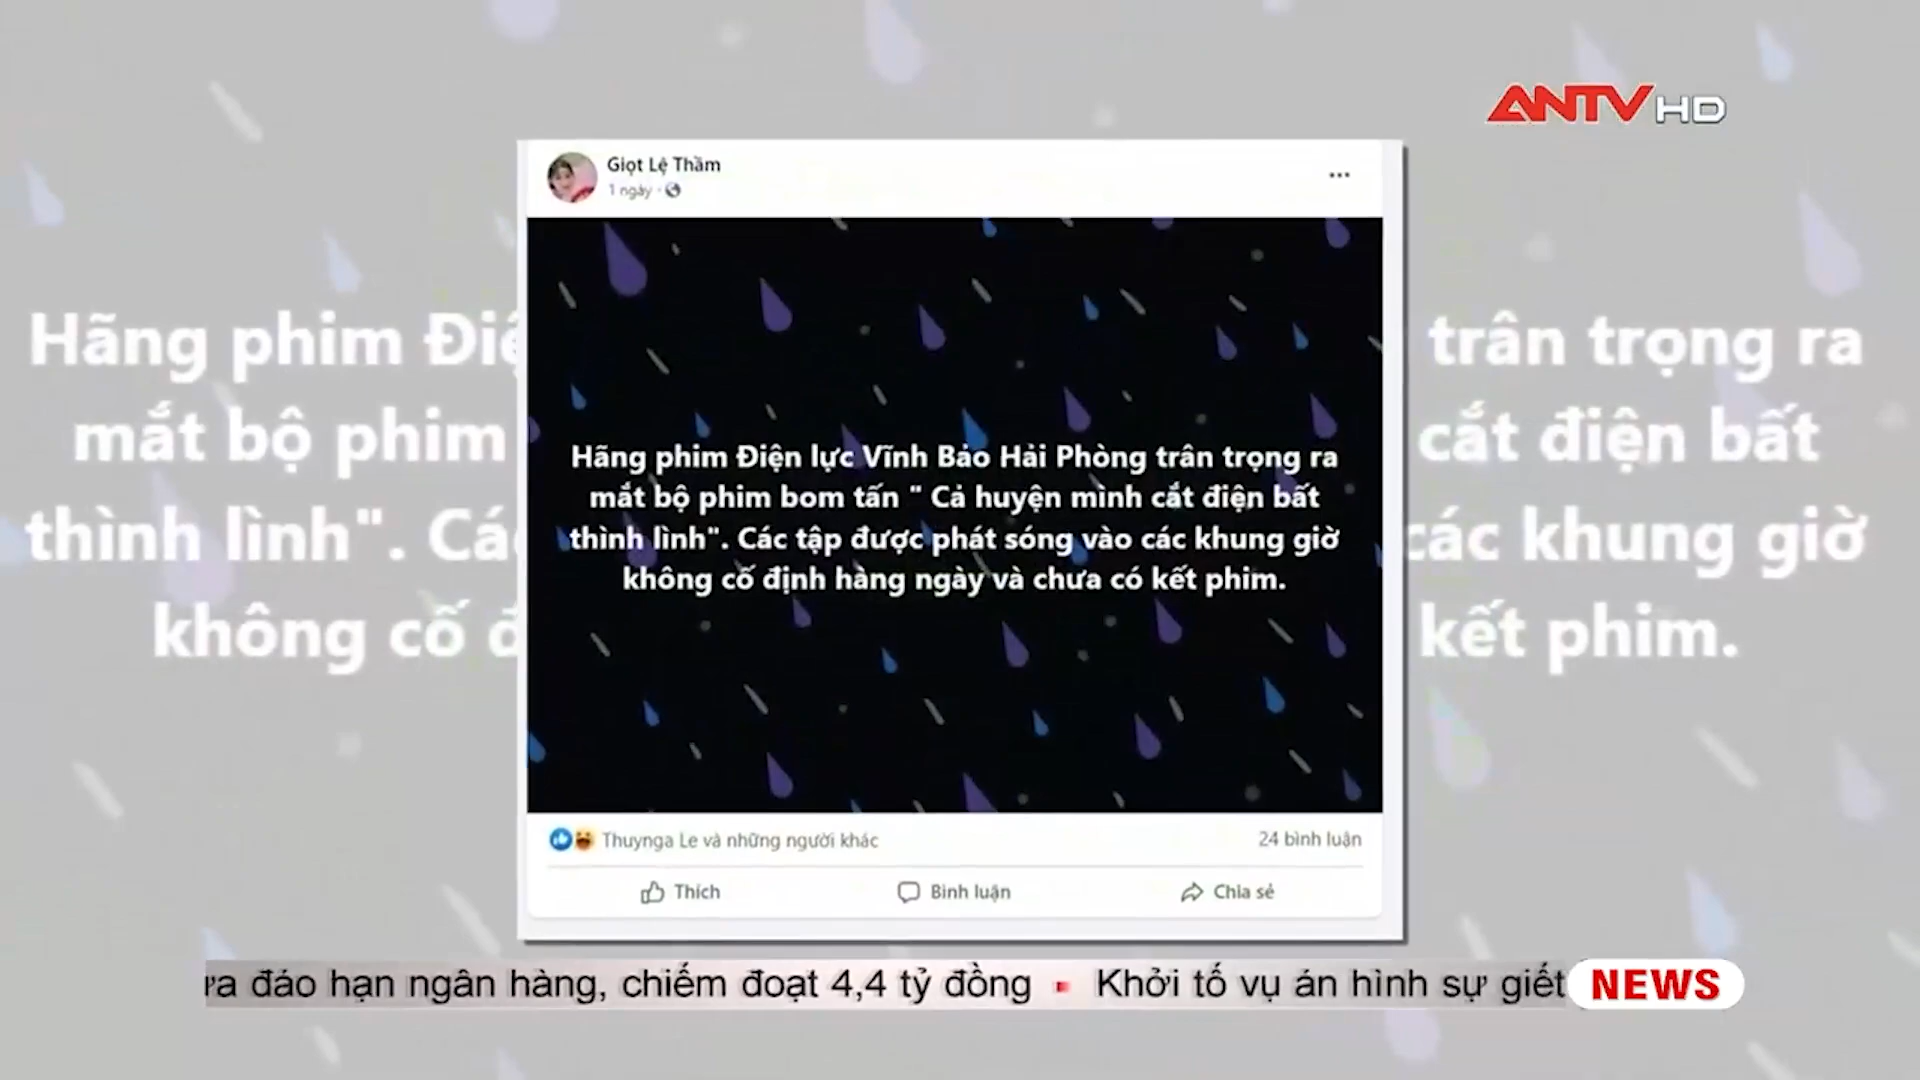 ANTV HD
Giọt Lệ Thầm
1 ngày
Hãng phim Điện lực Vĩnh Bảo Hải Phòng trân trọng ra
mắt bộ phim bom tấn " Cả huyện mình cắt điện bất
thình lình". Các tập được phát sóng vào các khung giờ
không cố định hàng ngày và chưa có kết phim.
Hãng phim trân trọng ra
mắt bộ phim cắt điện bất
thình lình". các khung giờ
không cố kết phim.
Thuynga Le và những người khác
24 bình luận
Thích
Bình luận
Chia sẻ
đáo hạn ngân hàng, chiếm đoạt 4,4 tỷ đồng ▪ Khởi tố vụ án hình sự giết
NEWS